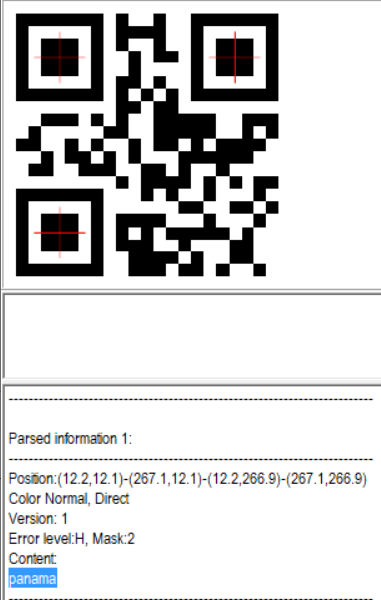 Parsed information 1:
Position:(12.2,12.1)-(267.1,12.1)-(12.2,266.9)-(267.1,266.9)
Color Normal, Direct
Version: 1
Error level:H, Mask:2
Content:
panama